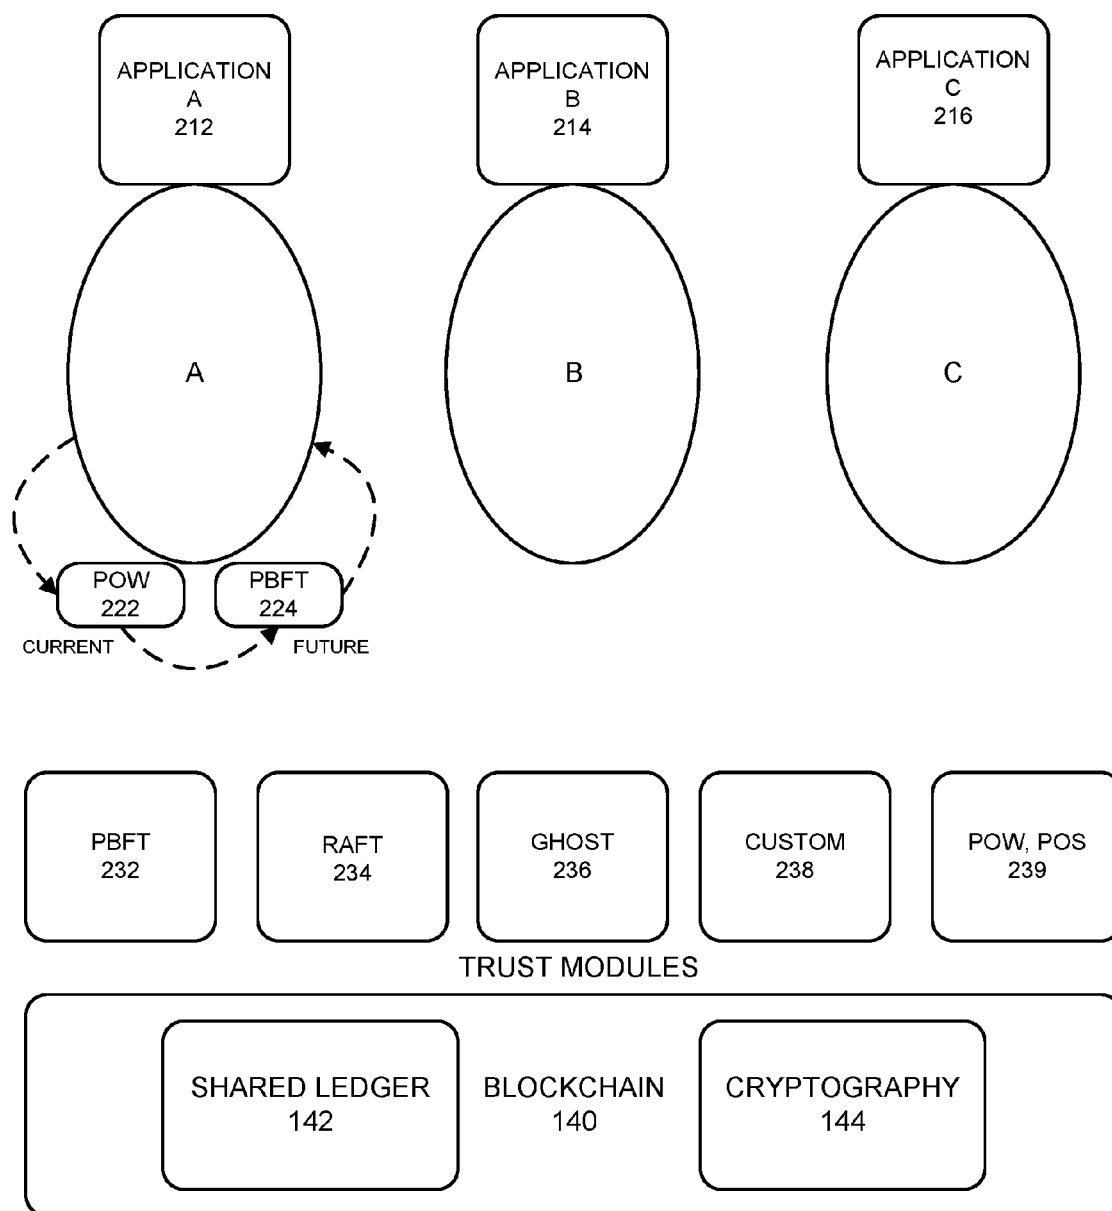 APPLICATION
A
212
APPLICATION
B
214
APPLICATION
C
216
A
B
C
POW
222
PBFT
224
CURRENT
FUTURE
PBFT
232
RAFT
234
GHOST
236
CUSTOM
238
POW, POS
239
TRUST MODULES
SHARED LEDGER
142
BLOCKCHAIN
140
CRYPTOGRAPHY
144